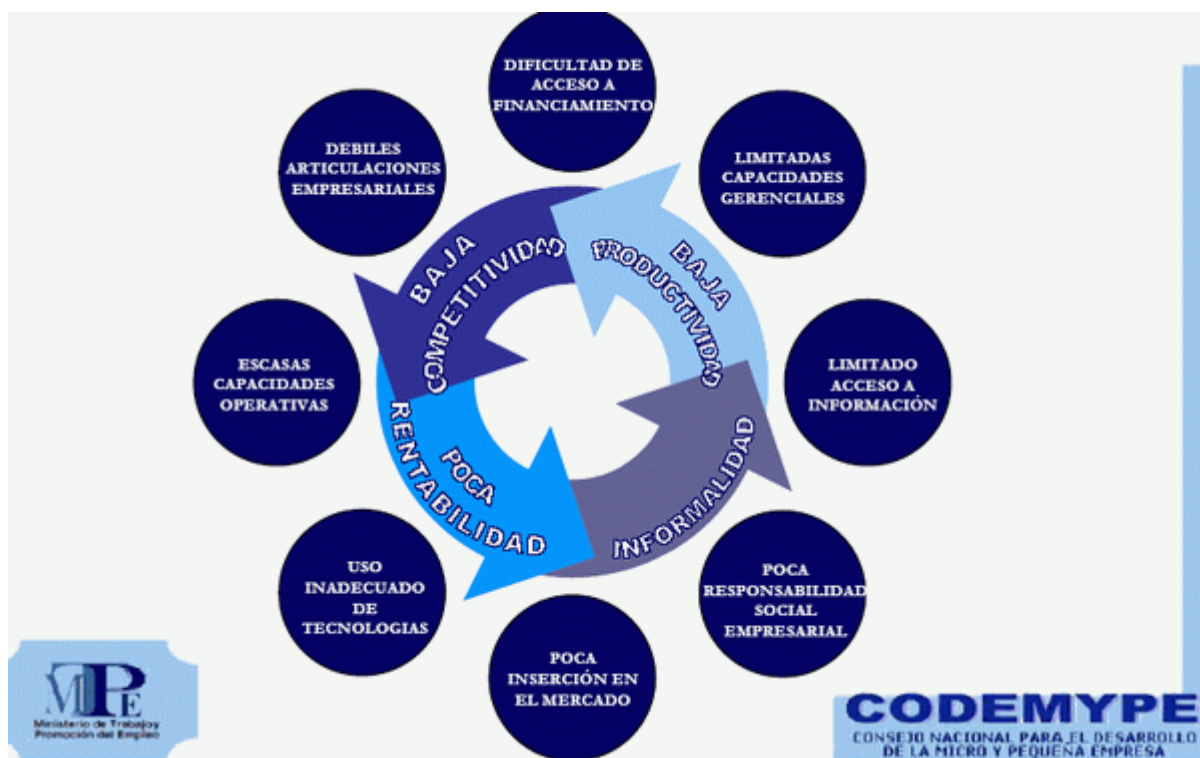 DIFICULTAD DE
ACCESO A
FINANCIAMIENTO
DEBILES
ARTICULACIONES
EMPRESARIALES
LIMITADAS
CAPACIDADES
GERENCIALES
BAJA
COMPETITIVIDAD
BAJA
PRODUCTIVIDAD
ESCASAS
CAPACIDADES
OPERATIVAS
LIMITADO
ACCESO A
INFORMACIÓN
POCA
RENTABILIDAD
INFORMALIDAD
USO
INADECUADO
DE
TECNOLOGIAS
POCA
RESPONSABILIDAD
SOCIAL
EMPRESARIAL
POCA
INSERCIÓN EN
EL MERCADO
MTPE
Ministerio de Trabajo y
Promoción del Empleo
CODEMYPE
CONSEJO NACIONAL PARA EL DESARROLLO
DE LA MICRO Y PEQUEÑA EMPRESA